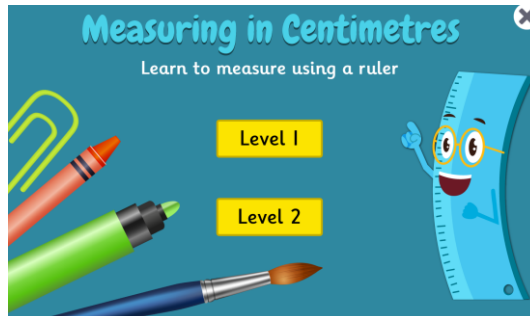 Measuring in Centimetres
Learn to measure using a ruler
Level 1
Level 2